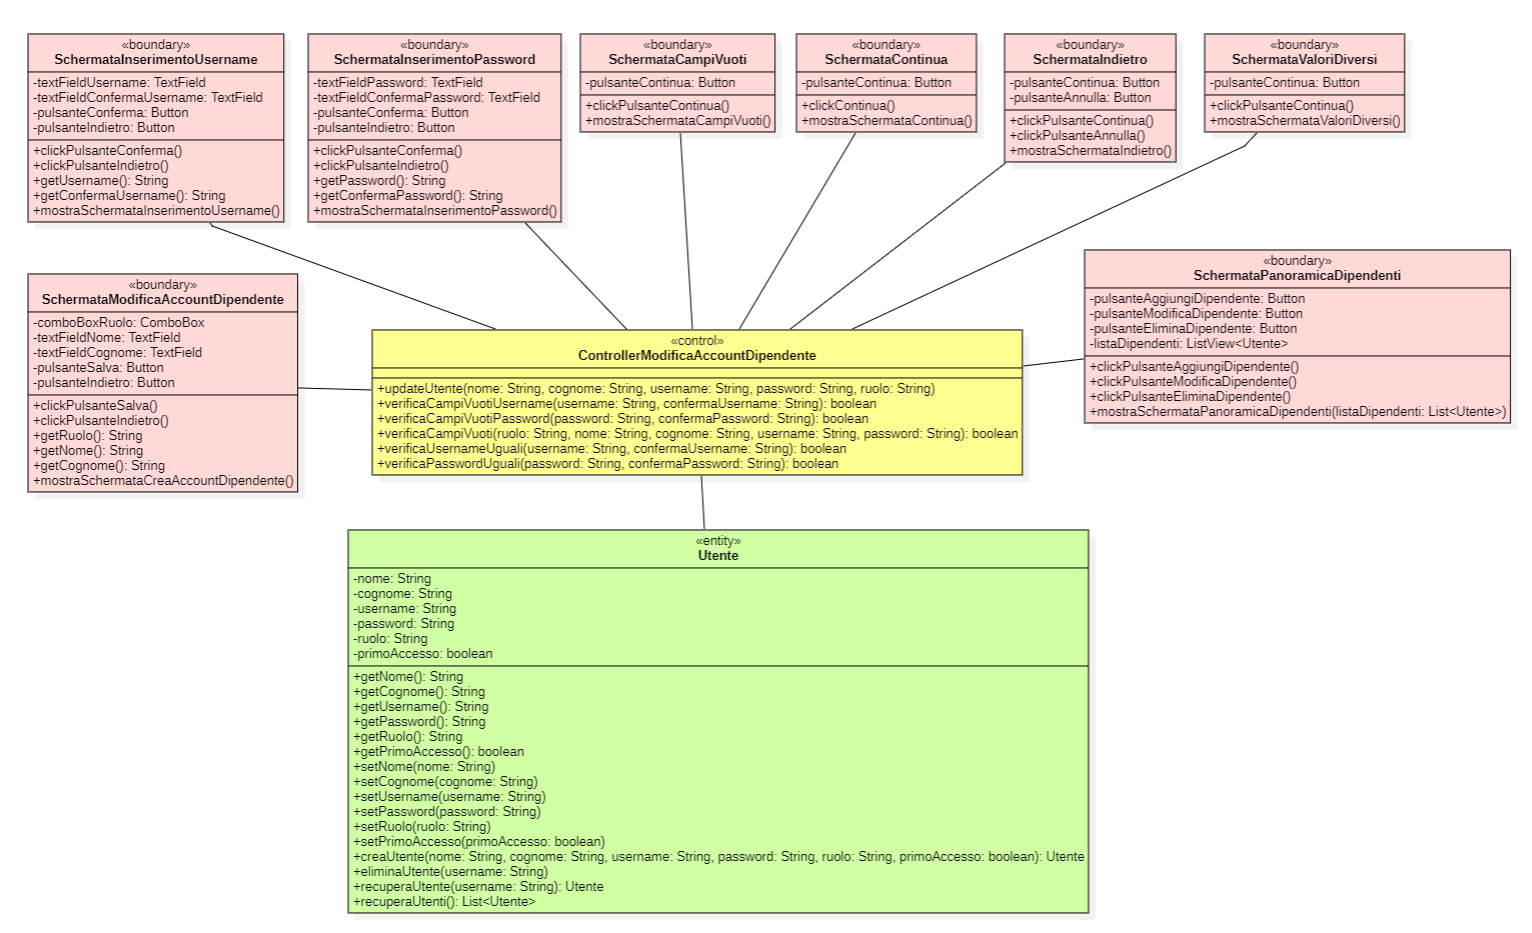 «boundary»
SchermataInserimentoUsername
-textFieldUsername: TextField
-textFieldConfermaUsername: TextField
-pulsanteConferma: Button
-pulsanteIndietro: Button
+clickPulsanteConferma()
+clickPulsanteIndietro()
+getUsername(): String
+getConfermaUsername(): String
+mostraSchermataInserimentoUsername()
«boundary»
SchermataInserimentoPassword
-textFieldPassword: TextField
-textFieldConfermaPassword: TextField
-pulsanteConferma: Button
-pulsanteIndietro: Button
+clickPulsanteConferma()
+clickPulsanteIndietro()
+getPassword(): String
+getConfermaPassword(): String
+mostraSchermataInserimentoPassword()
«boundary»
SchermataCampiVuoti
-pulsanteContinua: Button
+clickPulsanteContinua()
+mostraSchermataCampiVuoti()
«boundary»
SchermataContinua
-pulsanteContinua: Button
+clickContinua()
+mostraSchermataContinua()
«boundary»
SchermataIndietro
-pulsanteContinua: Button
-pulsanteAnnulla: Button
+clickPulsanteContinua()
+clickPulsanteAnnulla()
+mostraSchermataIndietro()
«boundary»
SchermataValoriDiversi
-pulsanteContinua: Button
+clickPulsanteContinua()
+mostraSchermataValoriDiversi()
«boundary»
SchermataModificaAccountDipendente
-comboBoxRuolo: ComboBox
-textFieldNome: TextField
-textFieldCognome: TextField
-pulsanteSalva: Button
-pulsanteIndietro: Button
+clickPulsanteSalva()
+clickPulsanteIndietro()
+getRuolo(): String
+getNome(): String
+getCognome(): String
+mostraSchermataCreaAccountDipendente()
«control»
ControllerModificaAccountDipendente
+updateUtente(nome: String, cognome: String, username: String, password: String, ruolo: String)
+verificaCampiVuotiUsername(username: String, confermaUsername: String): boolean
+verificaCampiVuotiPassword(password: String, confermaPassword: String): boolean
+verificaCampiVuoti(ruolo: String, nome: String, cognome: String, username: String, password: String): boolean
+verificaUsernameUguali(username: String, confermaUsername: String): boolean
+verificaPasswordUguali(password: String, confermaPassword: String): boolean
«boundary»
SchermataPanoramicaDipendenti
-pulsanteAggiungiDipendente: Button
-pulsanteModificaDipendente: Button
-pulsanteEliminaDipendente: Button
-listaDipendenti: ListView<Utente>
+clickPulsanteAggiungiDipendente()
+clickPulsanteModificaDipendente()
+clickPulsanteEliminaDipendente()
+mostraSchermataPanoramicaDipendenti(listaDipendenti: List<Utente>)
«entity»
Utente
-nome: String
-cognome: String
-username: String
-password: String
-ruolo: String
-primoAccesso: boolean
+getNome(): String
+getCognome(): String
+getUsername(): String
+getPassword(): String
+getRuolo(): String
+getPrimoAccesso(): boolean
+setNome(nome: String)
+setCognome(cognome: String)
+setUsername(username: String)
+setPassword(password: String)
+setRuolo(ruolo: String)
+setPrimoAccesso(primoAccesso: boolean)
+creaUtente(nome: String, cognome: String, username: String, password: String, ruolo: String, primoAccesso: boolean): Utente
+eliminaUtente(username: String)
+recuperaUtente(username: String): Utente
+recuperaUtenti(): List<Utente>